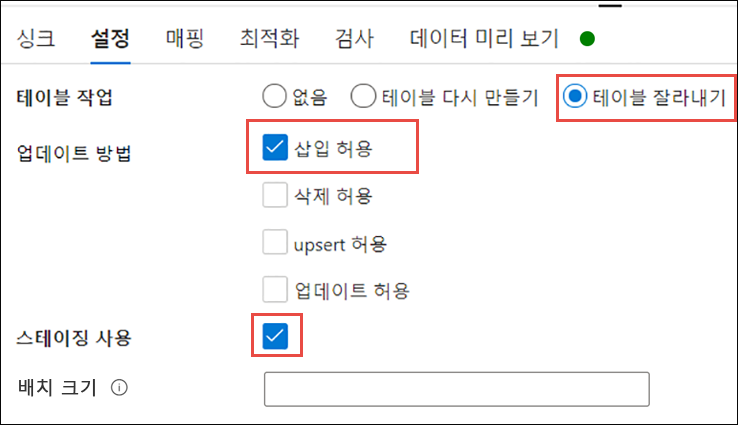 싱크 설정 매핑 최적화 검사 데이터 미리 보기
테이블 작업 없음 테이블 다시 만들기 테이블 잘라내기
업데이트 방법 삽입 허용
삭제 허용
upsert 허용
업데이트 허용
스테이징 사용
배치 크기